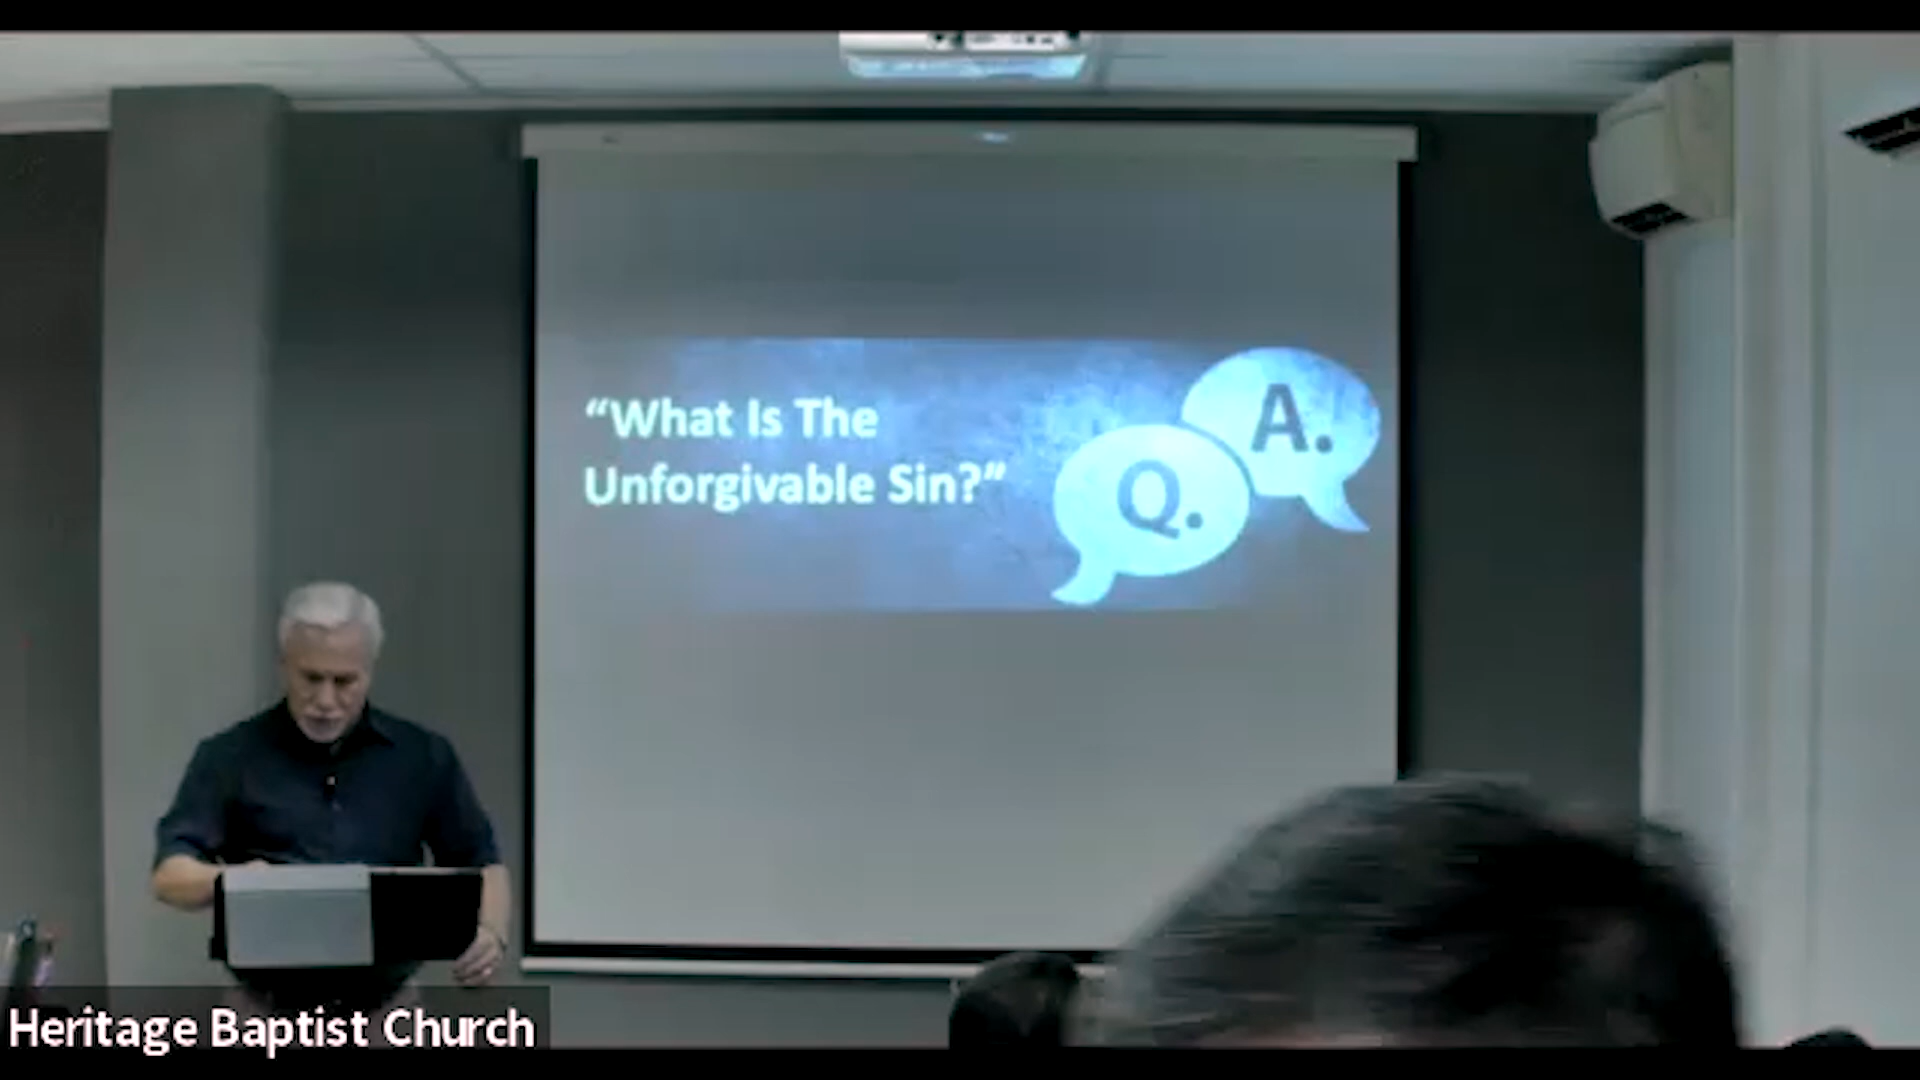 “What Is The
Unforgivable Sin?”
Q.
A.
Heritage Baptist Church